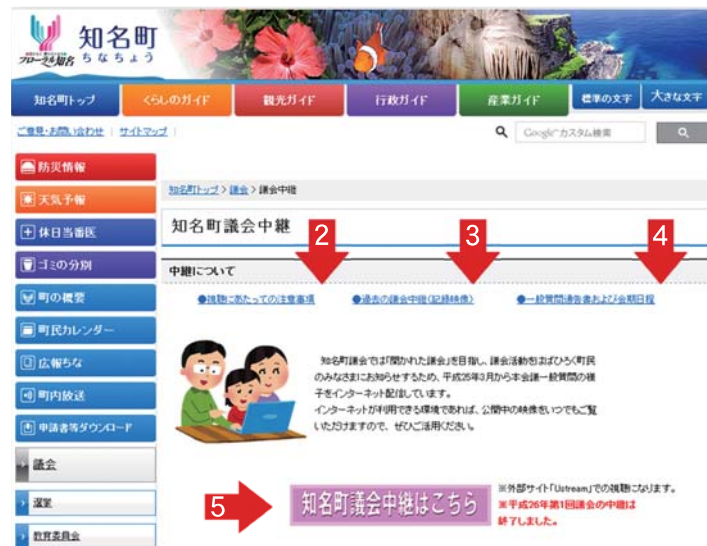 知名町
フローラル知名 ちなちょう
知名町トップ くらしのガイド 観光ガイド 行政ガイド 産業ガイド 標準の文字 大きな文字
ご意見・お問い合わせ | サイトマップ |
Google カスタム検索
防災情報
天気予報
休日当番医
ゴミの分別
町の概要
町民カレンダー
広報ちな
町内放送
申請書等ダウンロード
議会
選挙
教育委員会
知名町トップ > 議会 > 議会中継
知名町議会中継
2 3 4
中継について
●視聴にあたっての注意事項 ●過去の議会中継(記録映像) ●一般質問通告書および会期日程
知名町議会では「開かれた議会」を目指し、議会活動をはばひろく町民
のみなさまにお知らせするため、平成25年3月から本会議一般質問の様
子をインターネット配信しています。
インターネットが利用できる環境であれば、公開中の映像をいつでもご覧
いただけますので、ぜひご活用ください。
5 知名町議会中継はこちら
※外部サイト「Ustream」での視聴になります。
※平成26年第1回議会の中継は
終了しました。